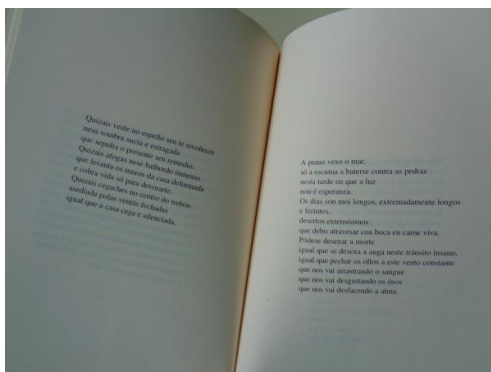 Quizais veste no espello sen te recoñecer
nesa sombra sucia e estragada
que sepulta o presente sen remedio.
Quizais afogas nese balbordo inmenso
que levanta os muros da casa deformada
e cobra vida só para devorarte.
Quizais cegaches no centro do trebón
asediada polas ventás fechadas
igual que a casa cega e silenciada.
A penas vexo o mar,
só a escuma a baterse contra as pedras
nesta tarde en que a luz
non é esperanza.
Os días son moi longos, extremadamente longos
e ferintes,
desertos extensísimos
que debo atravesar coa boca en carne viva.
Pódese desexar a morte
igual que se desexa a auga neste tránsito insano,
igual que pechar os ollos a este vento constante
que nos vai arrastrando o sangue
que nos vai desgastando os ósos
que nos vai desfacendo a alma.